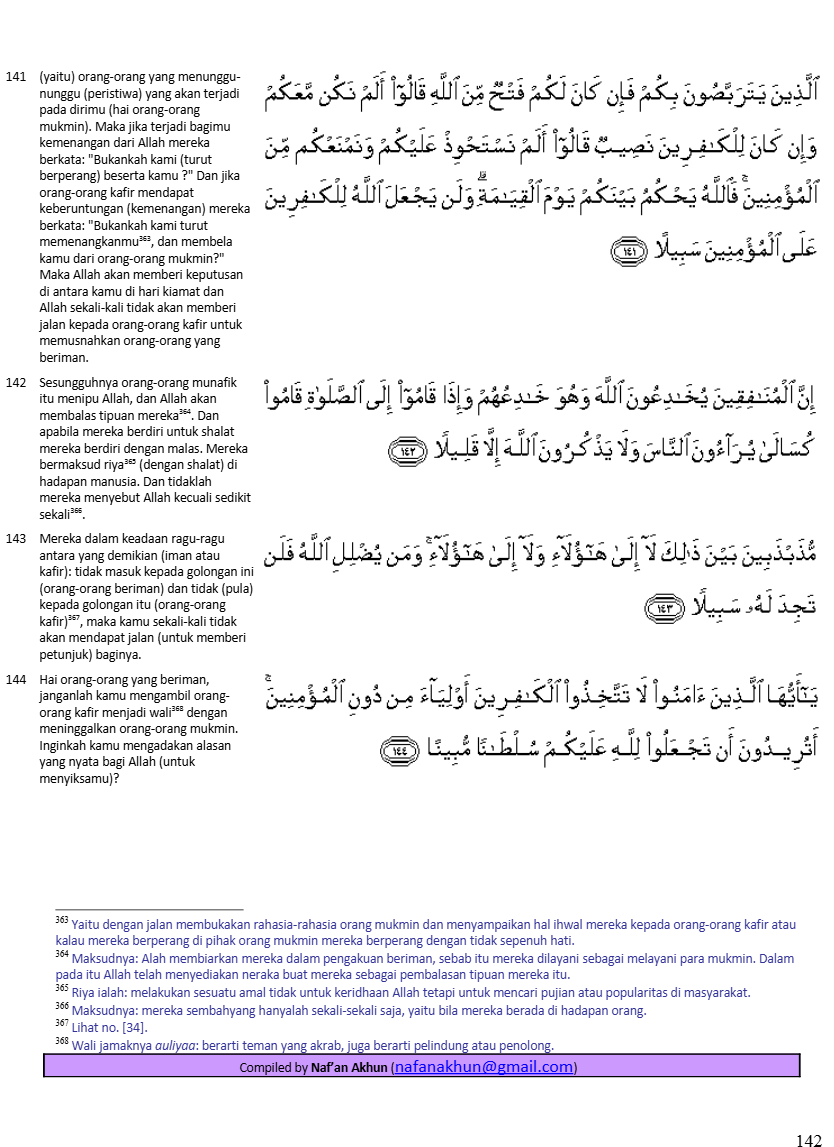 141 (yaitu) orang-orang yang menunggu-
nunggu (peristiwa) yang akan terjadi
pada dirimu (hai orang-orang
mukmin). Maka jika terjadi bagimu
kemenangan dari Allah mereka
berkata: "Bukankah kami (turut
berperang) beserta kamu ?" Dan jika
orang-orang kafir mendapat
keberuntungan (kemenangan) mereka
berkata: "Bukankah kami turut
memenangkanmu³⁶³, dan membela
kamu dari orang-orang mukmin?"
Maka Allah akan memberi keputusan
di antara kamu di hari kiamat dan
Allah sekali-kali tidak akan memberi
jalan kepada orang-orang kafir untuk
memusnahkan orang-orang yang
beriman.
ٱلَّذِينَ يَتَرَبَّصُونَ بِكُمْ فَإِن كَانَ لَكُمْ فَتْحٌ مِّنَ ٱللَّهِ قَالُوٓا۟ أَلَمْ نَكُن مَّعَكُمْ
وَإِن كَانَ لِلْكَـٰفِرِينَ نَصِيبٌ قَالُوٓا۟ أَلَمْ نَسْتَحْوِذْ عَلَيْكُمْ وَنَمْنَعْكُم مِّنَ
ٱلْمُؤْمِنِينَ ۚ فَٱللَّهُ يَحْكُمُ بَيْنَكُمْ يَوْمَ ٱلْقِيَـٰمَةِ ۗ وَلَن يَجْعَلَ ٱللَّهُ لِلْكَـٰفِرِينَ
عَلَى ٱلْمُؤْمِنِينَ سَبِيلًا ﴿١٤١﴾
142 Sesungguhnya orang-orang munafik
itu menipu Allah, dan Allah akan
membalas tipuan mereka³⁶⁴. Dan
apabila mereka berdiri untuk shalat
mereka berdiri dengan malas. Mereka
bermaksud riya³⁶⁵ (dengan shalat) di
hadapan manusia. Dan tidaklah
mereka menyebut Allah kecuali sedikit
sekali³⁶⁶.
إِنَّ ٱلْمُنَـٰفِقِينَ يُخَـٰدِعُونَ ٱللَّهَ وَهُوَ خَـٰدِعُهُمْ وَإِذَا قَامُوٓا۟ إِلَى ٱلصَّلَوٰةِ قَامُوا۟
كُسَالَىٰ يُرَآءُونَ ٱلنَّاسَ وَلَا يَذْكُرُونَ ٱللَّهَ إِلَّا قَلِيلًا ﴿١٤٢﴾
143 Mereka dalam keadaan ragu-ragu
antara yang demikian (iman atau
kafir): tidak masuk kepada golongan ini
(orang-orang beriman) dan tidak (pula)
kepada golongan itu (orang-orang
kafir)³⁶⁷, maka kamu sekali-kali tidak
akan mendapat jalan (untuk memberi
petunjuk) baginya.
مُّذَبْذَبِينَ بَيْنَ ذَٰلِكَ لَآ إِلَىٰ هَـٰٓؤُلَآءِ وَلَآ إِلَىٰ هَـٰٓؤُلَآءِ ۚ وَمَن يُضْلِلِ ٱللَّهُ فَلَن
تَجِدَ لَهُۥ سَبِيلًا ﴿١٤٣﴾
144 Hai orang-orang yang beriman,
janganlah kamu mengambil orang-
orang kafir menjadi wali³⁶⁸ dengan
meninggalkan orang-orang mukmin.
Inginkah kamu mengadakan alasan
yang nyata bagi Allah (untuk
menyiksamu)?
يَـٰٓأَيُّهَا ٱلَّذِينَ ءَامَنُوا۟ لَا تَتَّخِذُوا۟ ٱلْكَـٰفِرِينَ أَوْلِيَآءَ مِن دُونِ ٱلْمُؤْمِنِينَ ۚ
أَتُرِيدُونَ أَن تَجْعَلُوا۟ لِلَّهِ عَلَيْكُمْ سُلْطَـٰنًا مُّبِينًا ﴿١٤٤﴾
³⁶³ Yaitu dengan jalan membukakan rahasia-rahasia orang mukmin dan menyampaikan hal ihwal mereka kepada orang-orang kafir atau
kalau mereka berperang di pihak orang mukmin mereka berperang dengan tidak sepenuh hati.
³⁶⁴ Maksudnya: Alah membiarkan mereka dalam pengakuan beriman, sebab itu mereka dilayani sebagai melayani para mukmin. Dalam
pada itu Allah telah menyediakan neraka buat mereka sebagai pembalasan tipuan mereka itu.
³⁶⁵ Riya ialah: melakukan sesuatu amal tidak untuk keridhaan Allah tetapi untuk mencari pujian atau popularitas di masyarakat.
³⁶⁶ Maksudnya: mereka sembahyang hanyalah sekali-sekali saja, yaitu bila mereka berada di hadapan orang.
³⁶⁷ Lihat no. [34].
³⁶⁸ Wali jamaknya auliyaa: berarti teman yang akrab, juga berarti pelindung atau penolong.
Compiled by Naf'an Akhun (nafanakhun@gmail.com)
142